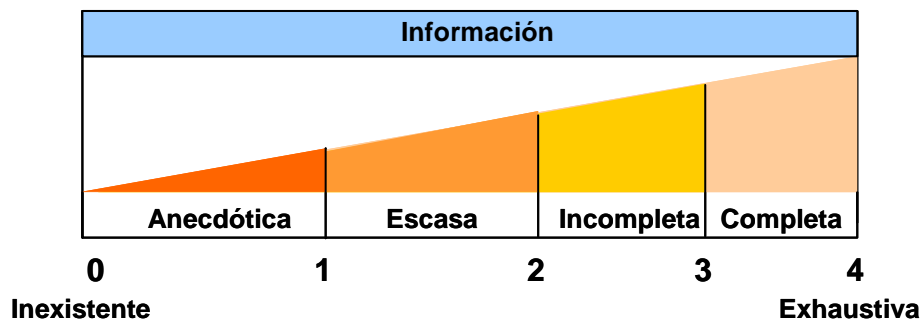 Información
Anecdótica Escasa Incompleta Completa
0 1 2 3 4
Inexistente Exhaustiva